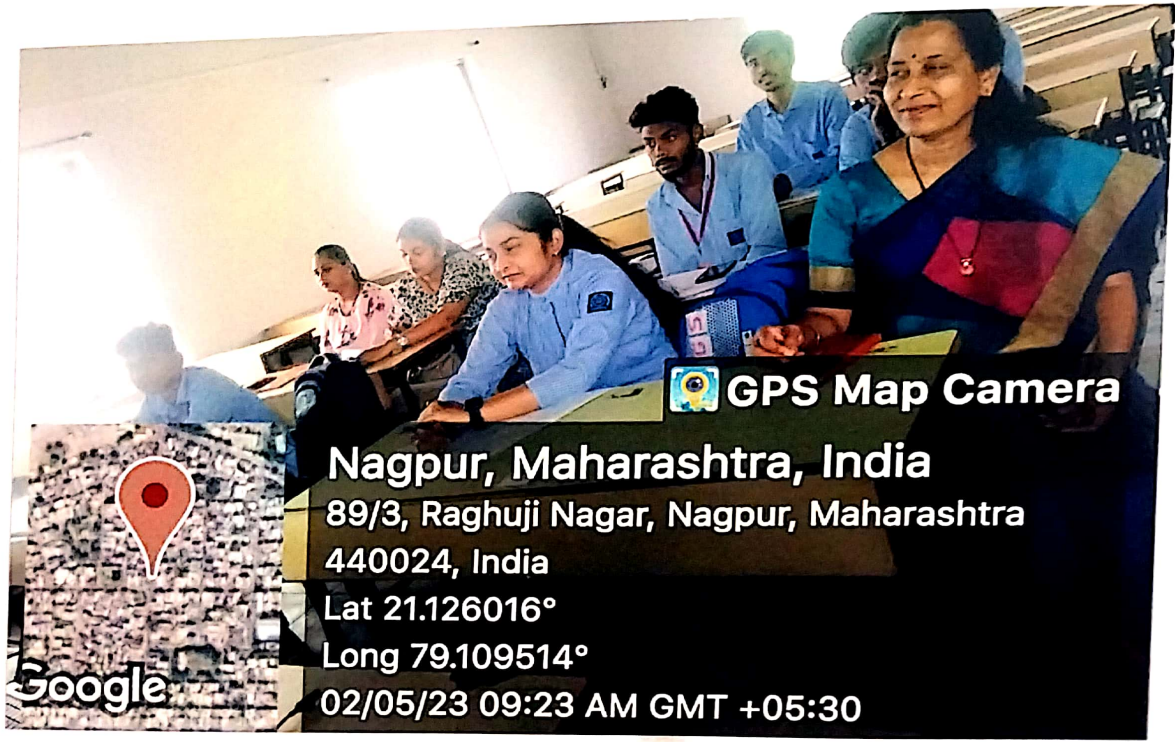 GPS Map Camera
Nagpur, Maharashtra, India
89/3, Raghuji Nagar, Nagpur, Maharashtra
440024, India
Lat 21.126016°
Long 79.109514°
02/05/23 09:23 AM GMT +05:30
Google